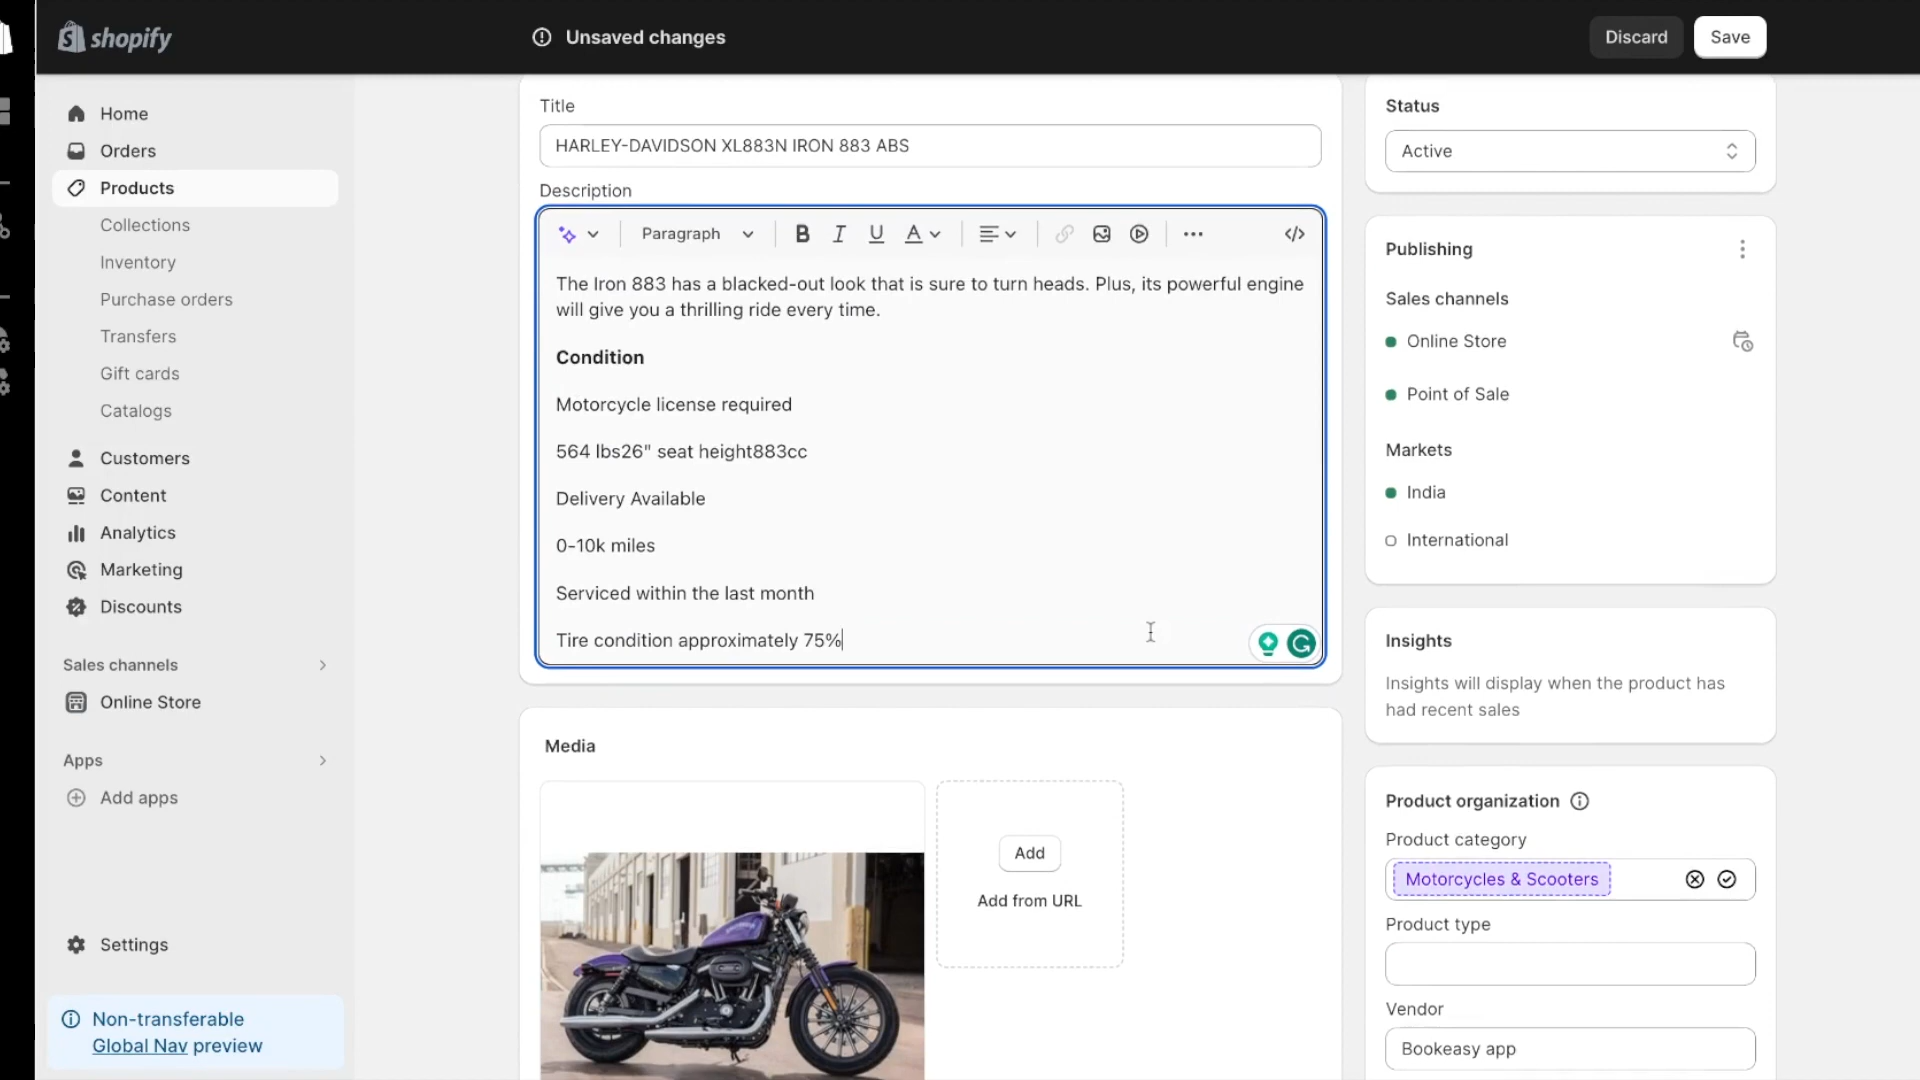 shopify
Unsaved changes
Discard
Save
Home
Orders
Products
Collections
Inventory
Purchase orders
Transfers
Gift cards
Catalogs
Customers
Content
Analytics
Marketing
Discounts
Sales channels
Online Store
Apps
Add apps
Settings
Non-transferable
Global Nav preview
Title
HARLEY-DAVIDSON XL883N IRON 883 ABS
Description
Paragraph
B I U A
The Iron 883 has a blacked-out look that is sure to turn heads. Plus, its powerful engine
will give you a thrilling ride every time.
Condition
Motorcycle license required
564 lbs26" seat height883cc
Delivery Available
0-10k miles
Serviced within the last month
Tire condition approximately 75%
Media
Add
Add from URL
Status
Active
Publishing
Sales channels
Online Store
Point of Sale
Markets
India
International
Insights
Insights will display when the product has
had recent sales
Product organization
Product category
Motorcycles & Scooters
Product type
Vendor
Bookeasy app